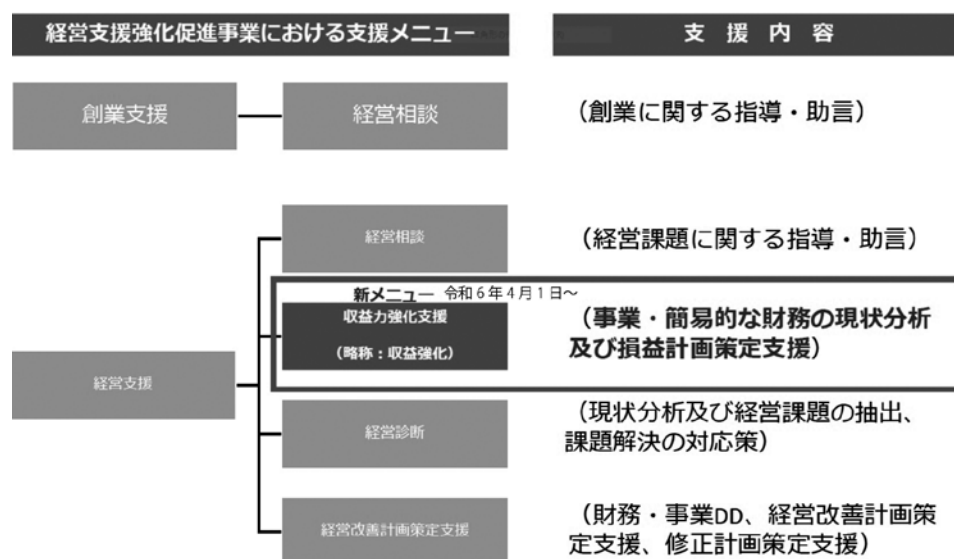 経営支援強化促進事業における支援メニュー
支援内容
創業支援
経営相談
（創業に関する指導・助言）
経営相談
（経営課題に関する指導・助言）
新メニュー 令和6年4月1日～
収益力強化支援
（略称：収益強化）
（事業・簡易的な財務の現状分析
及び損益計画策定支援）
経営支援
経営診断
（現状分析及び経営課題の抽出、
課題解決の対応策）
経営改善計画策定支援
（財務・事業DD、経営改善計画策
定支援、修正計画策定支援）